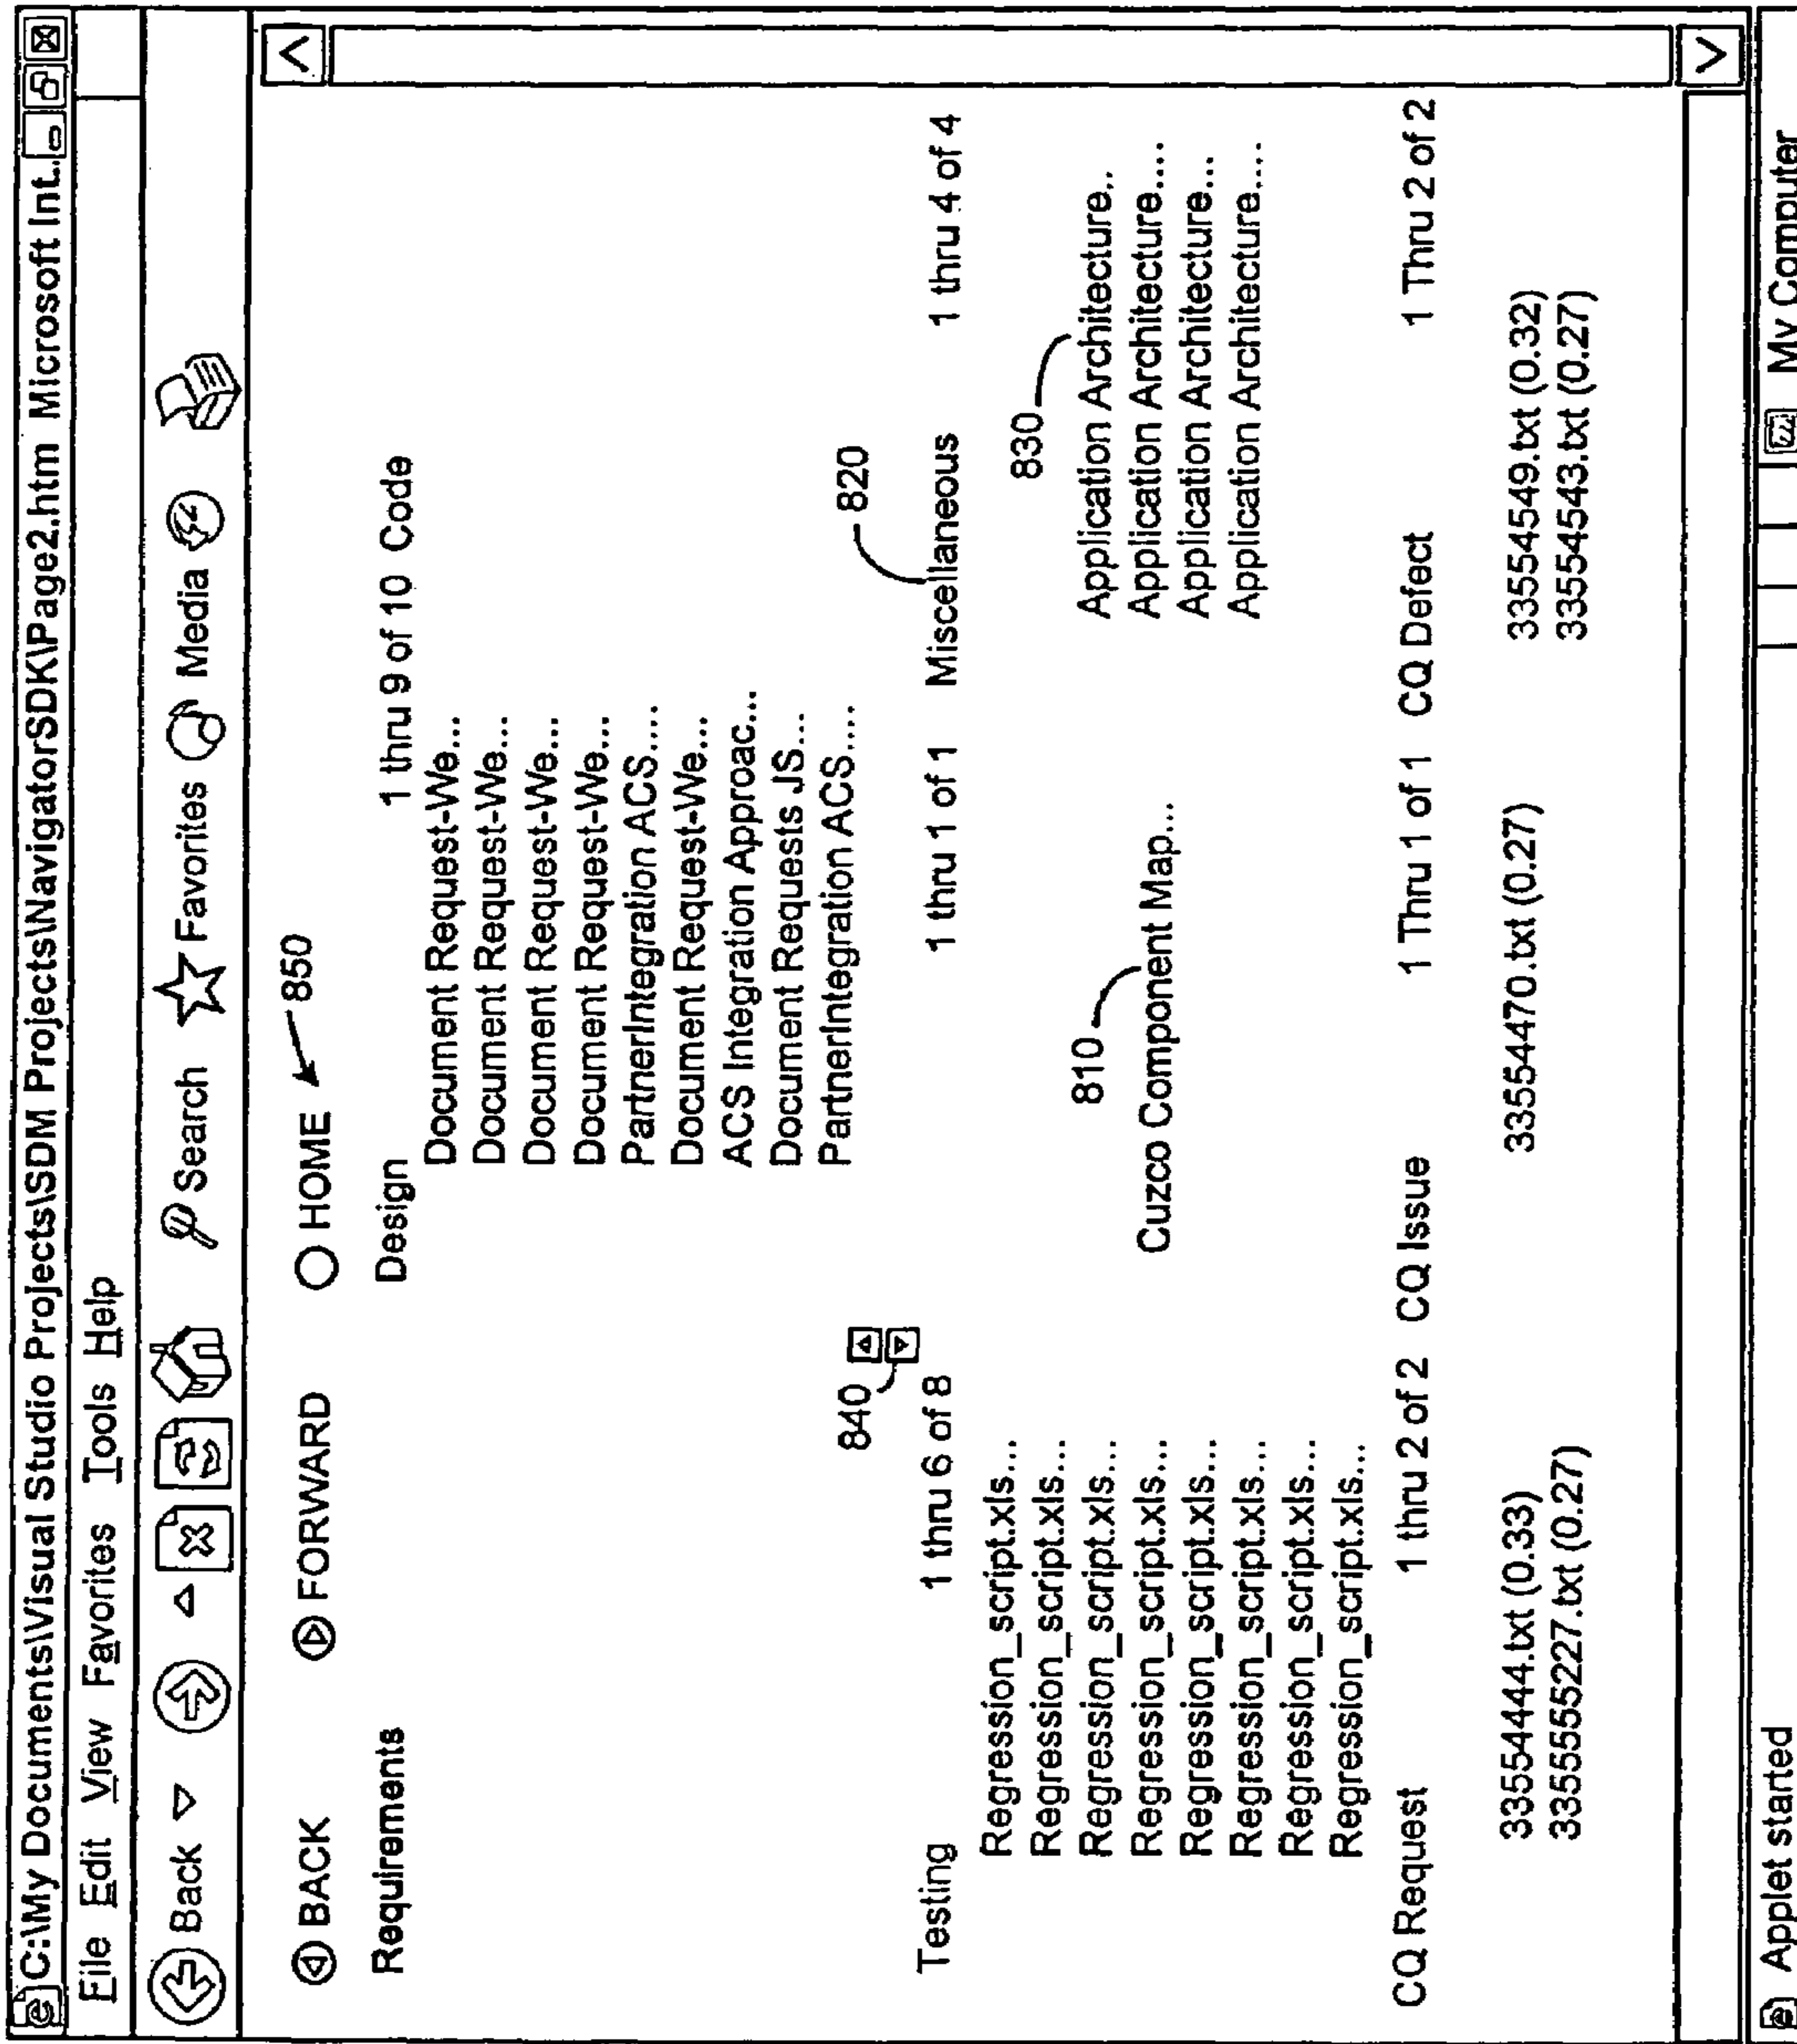 C:\My Documents\Visual Studio Projects\SDM Projects\NavigatorSDK\Page2.htm Microsoft Int..
File Edit View Favorites Tools Help
Back Search Favorites Media
BACK FORWARD HOME 850
Requirements Design 1 thru 9 of 10 Code
Document Request-We...
Document Request-We...
Document Request-We...
Document Request-We...
PartnerIntegration ACS....
Document Request-We...
ACS Integration Approac...
Document Requests JS...
PartnerIntegration ACS....
840 820
Testing 1 thru 6 of 8 1 thru 1 of 1 Miscellaneous 1 thru 4 of 4
Regression_script.xls...
Regression_script.xls...
Regression_script.xls...
Regression_script.xls...
Regression_script.xls...
Regression_script.xls...
Regression_script.xls...
Regression_script.xls...
810
Cuzco Component Map...
830
Application Architecture..
Application Architecture....
Application Architecture...
Application Architecture....
CQ Request 1 thru 2 of 2 CQ Issue 1 Thru 1 of 1 CQ Defect 1 Thru 2 of 2
33554444.txt (0.33) 33554470.txt (0.27) 33554549.txt (0.32)
335555227.txt (0.27) 33554543.txt (0.27)
Applet started My Computer